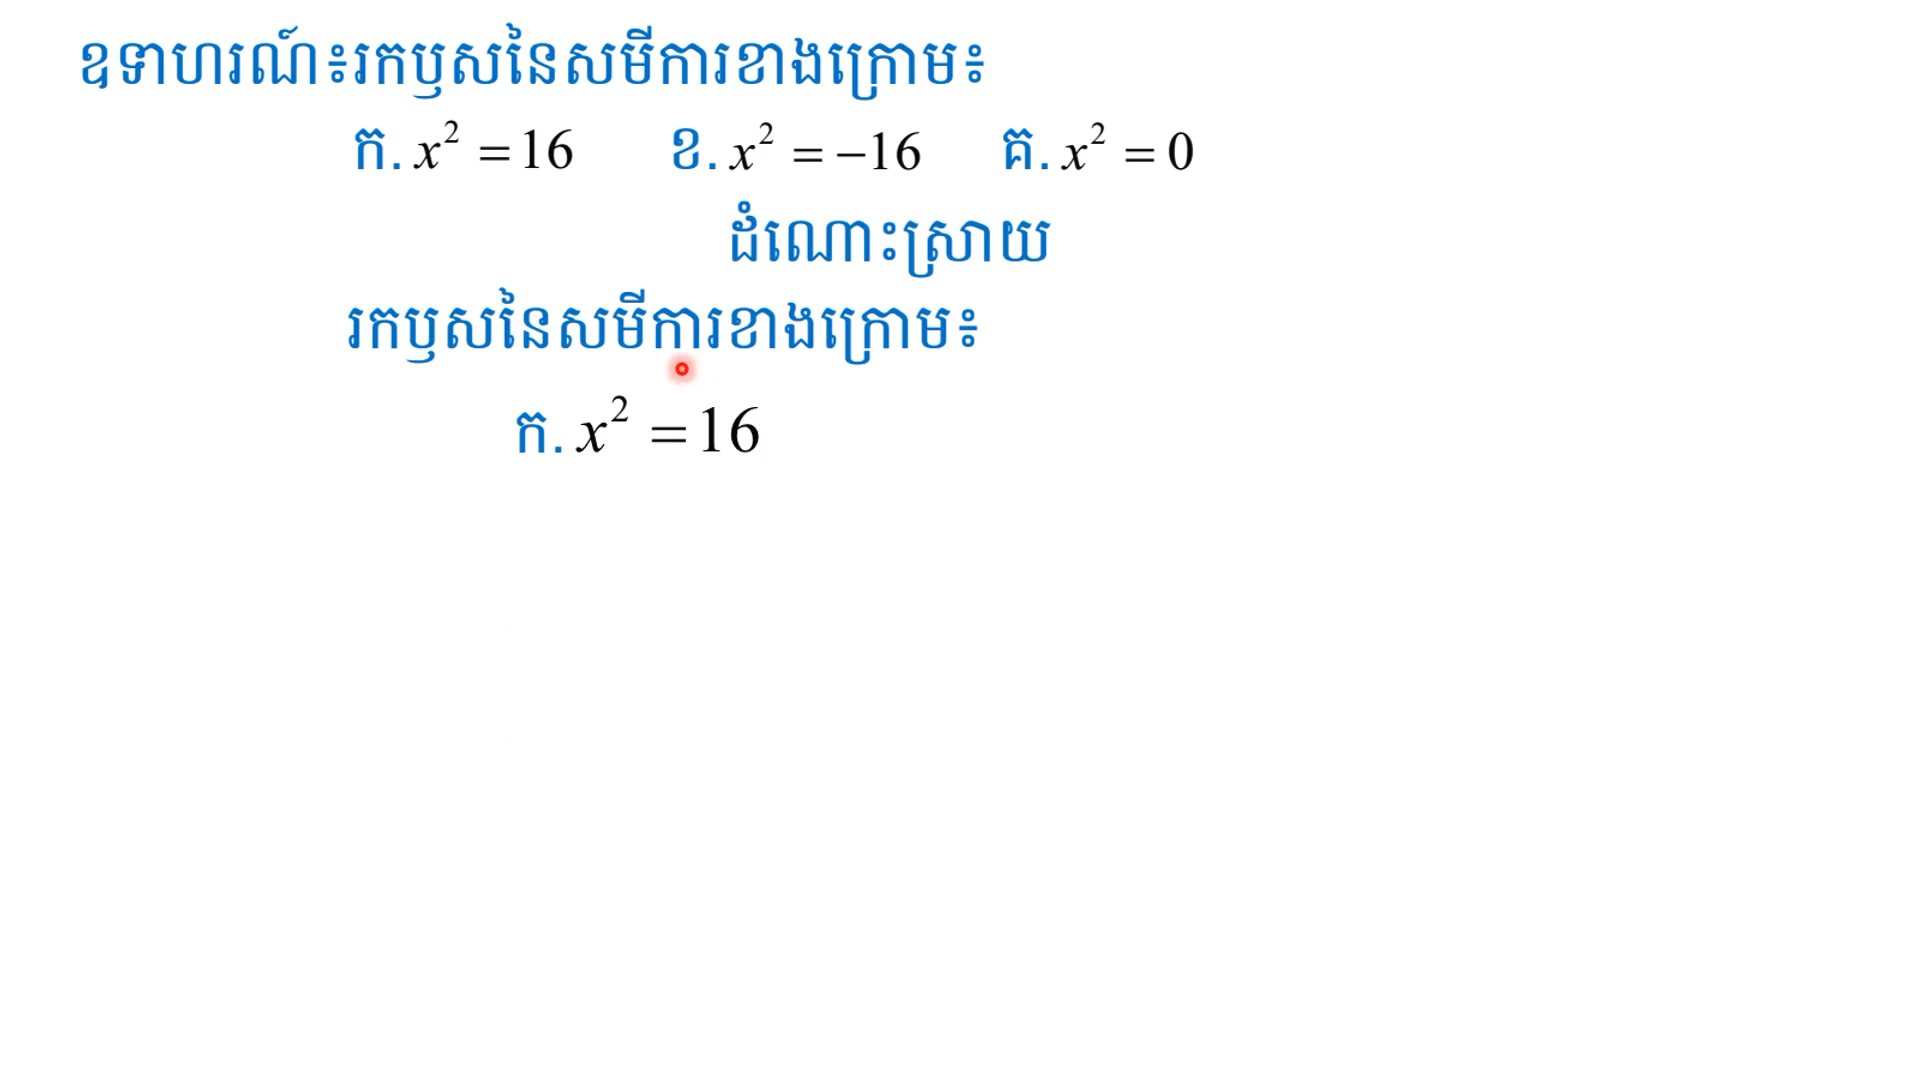 ឧទាហរណ៍៖រកឫសនៃសមីការខាងក្រោម៖
ក. x² = 16 ខ. x² = −16 គ. x² = 0
ដំណោះស្រាយ
រកឫសនៃសមីការខាងក្រោម៖
ក. x² = 16